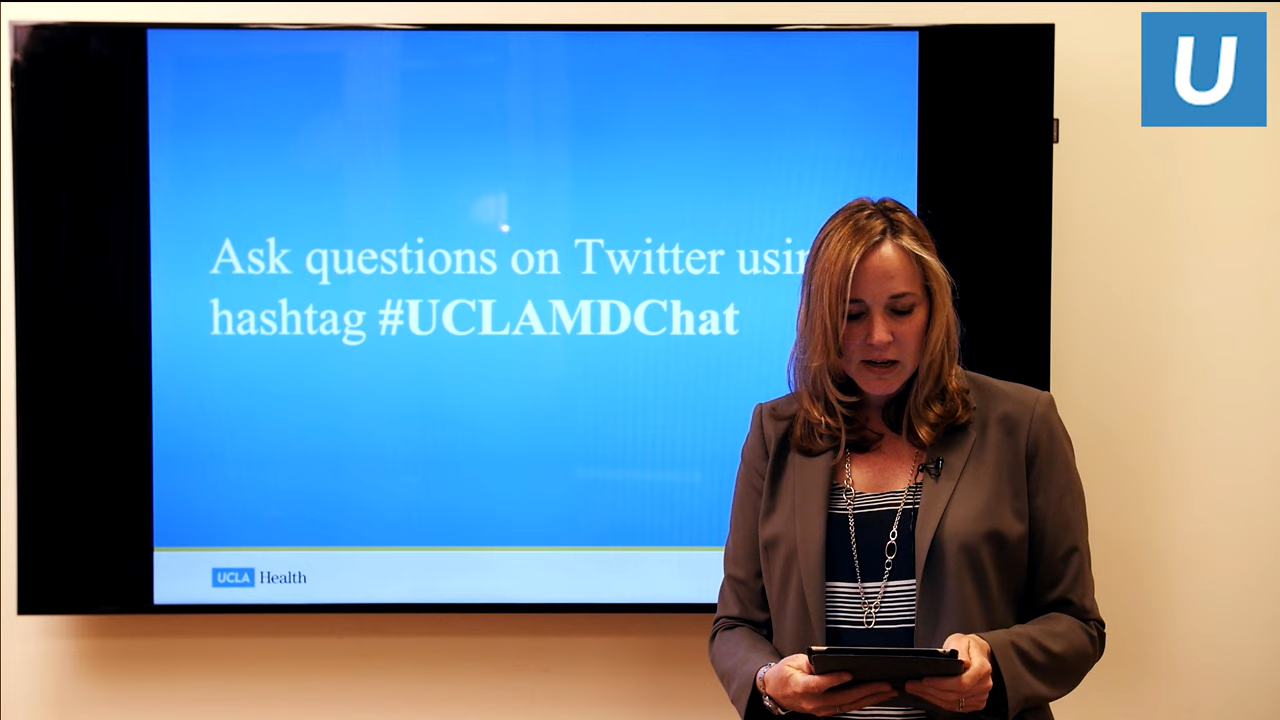 U
Ask questions on Twitter usin
hashtag #UCLAMDChat
UCLA Health